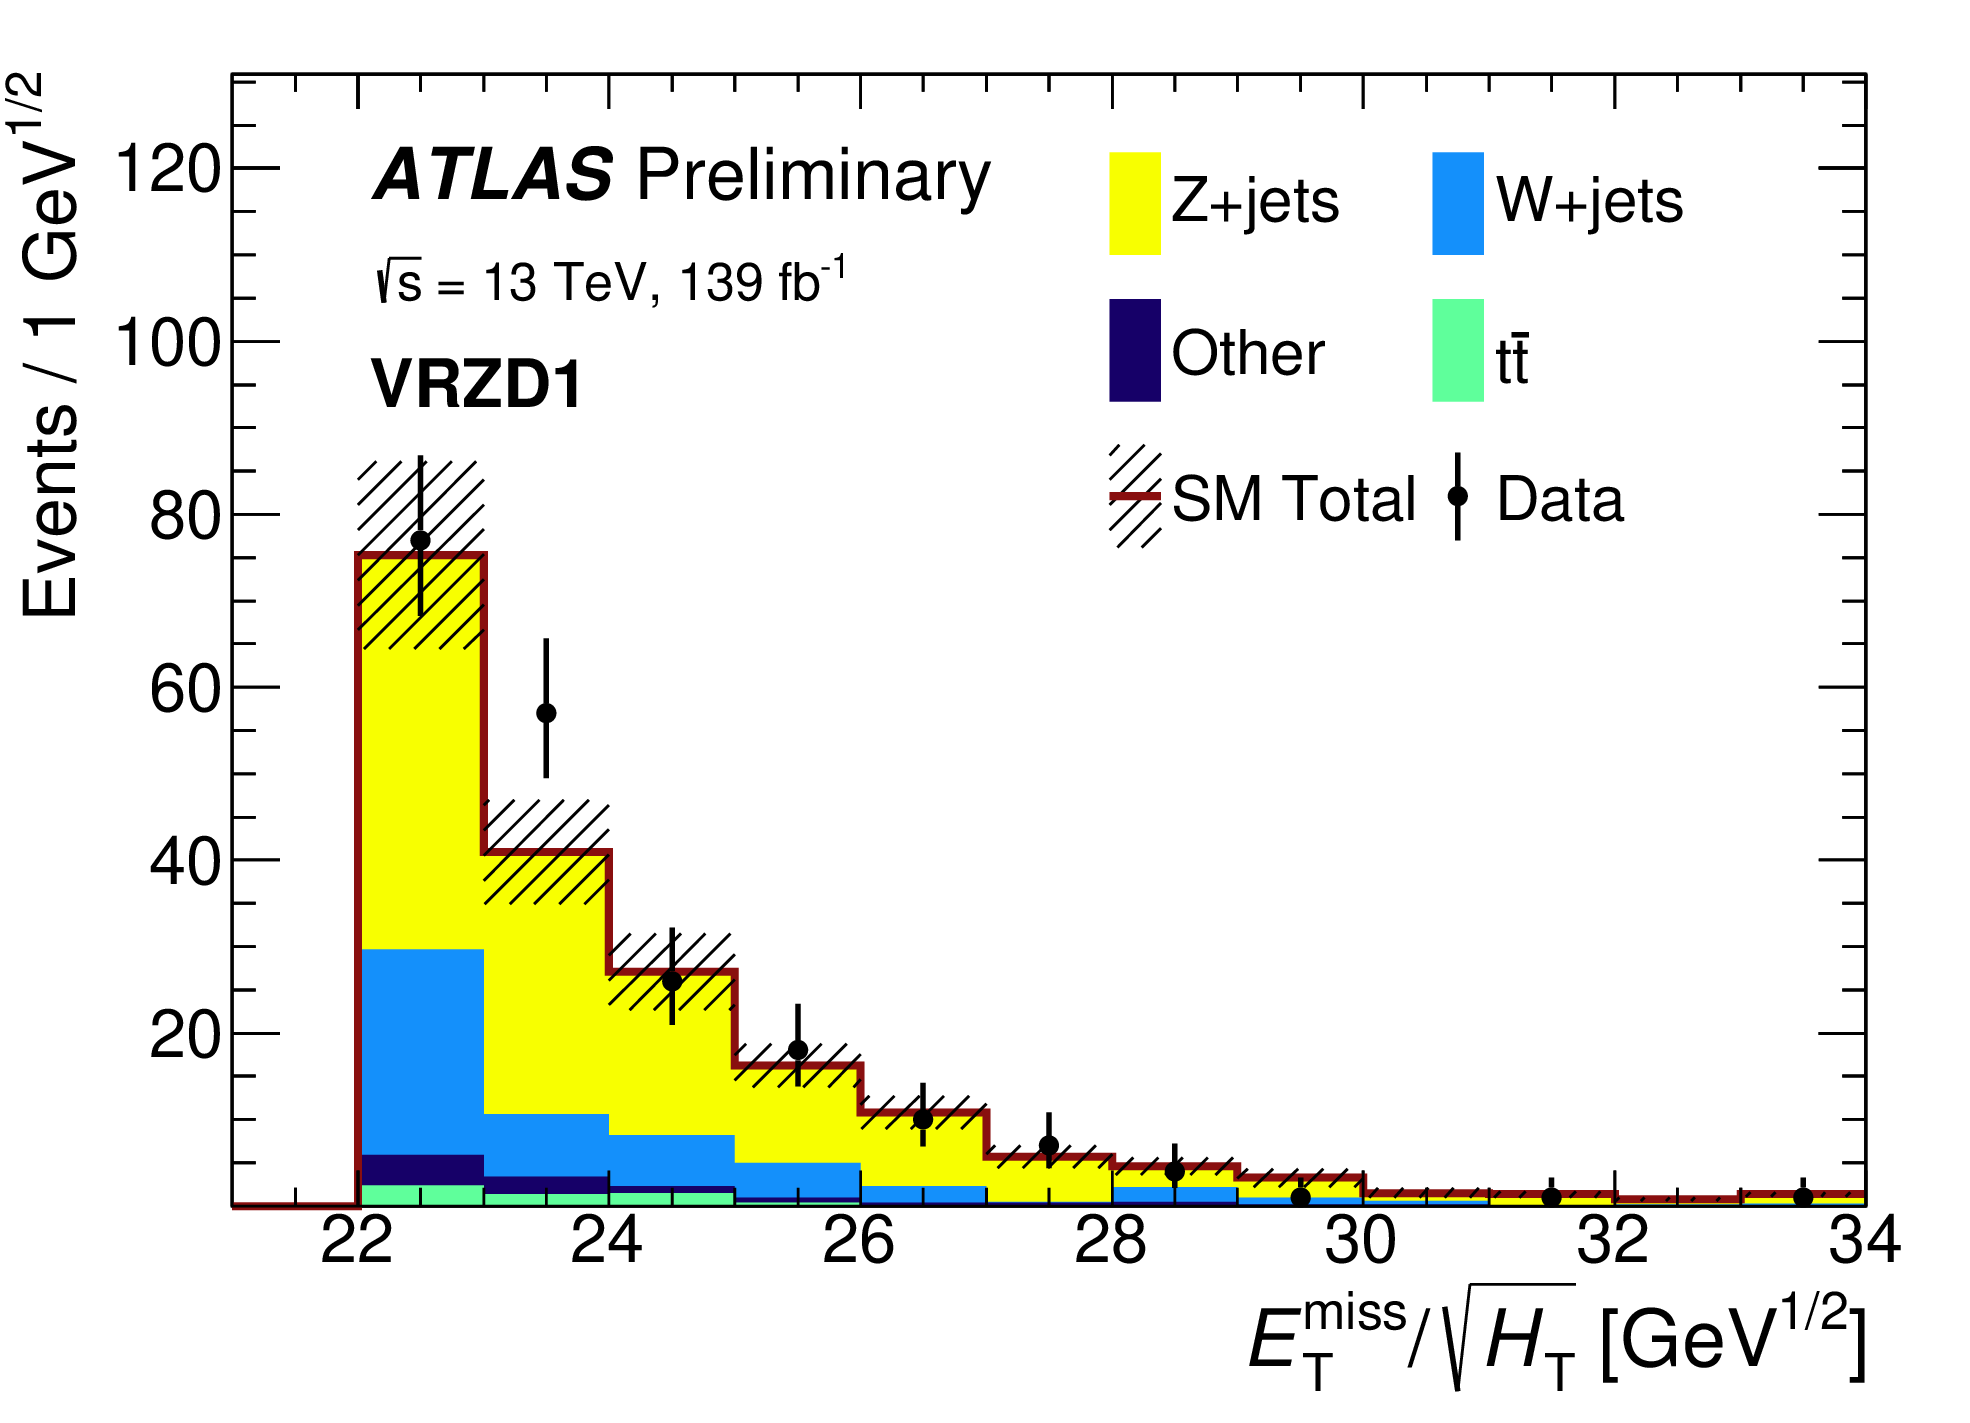 Events / 1 GeV^1/2
120
100
80
60
40
20
ATLAS Preliminary
√s = 13 TeV, 139 fb^-1
VRZD1
Z+jets W+jets
Other tt̄
SM Total Data
22 24 26 28 30 32 34
E_T^miss/√H_T [GeV^1/2]